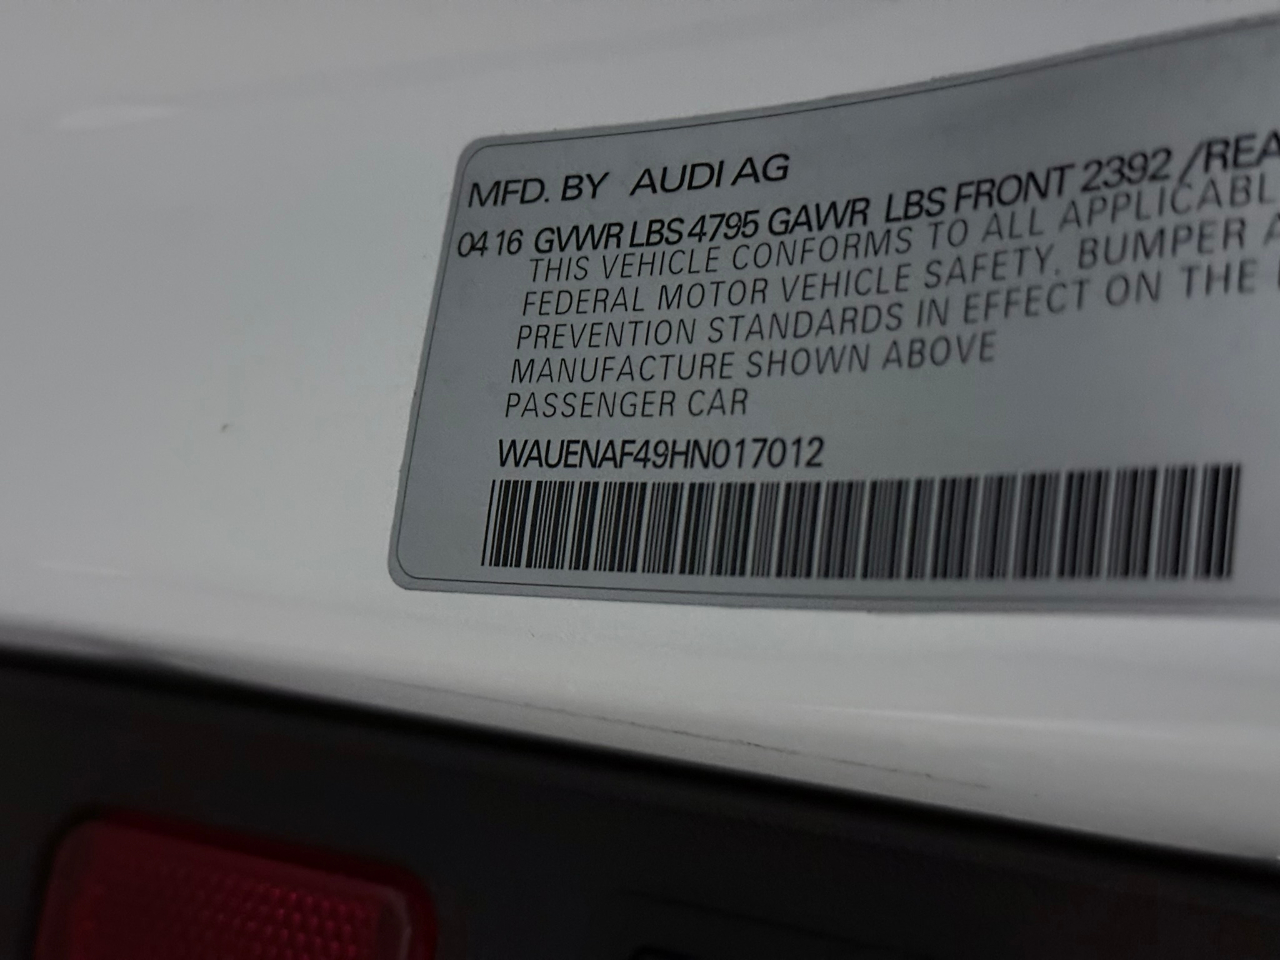 MFD. BY AUDI AG
04 16 GVWR LBS 4795 GAWR LBS FRONT 2392 /REA
THIS VEHICLE CONFORMS TO ALL APPLICABL
FEDERAL MOTOR VEHICLE SAFETY. BUMPER A
PREVENTION STANDARDS IN EFFECT ON THE
MANUFACTURE SHOWN ABOVE
PASSENGER CAR
WAUENAF49HN017012